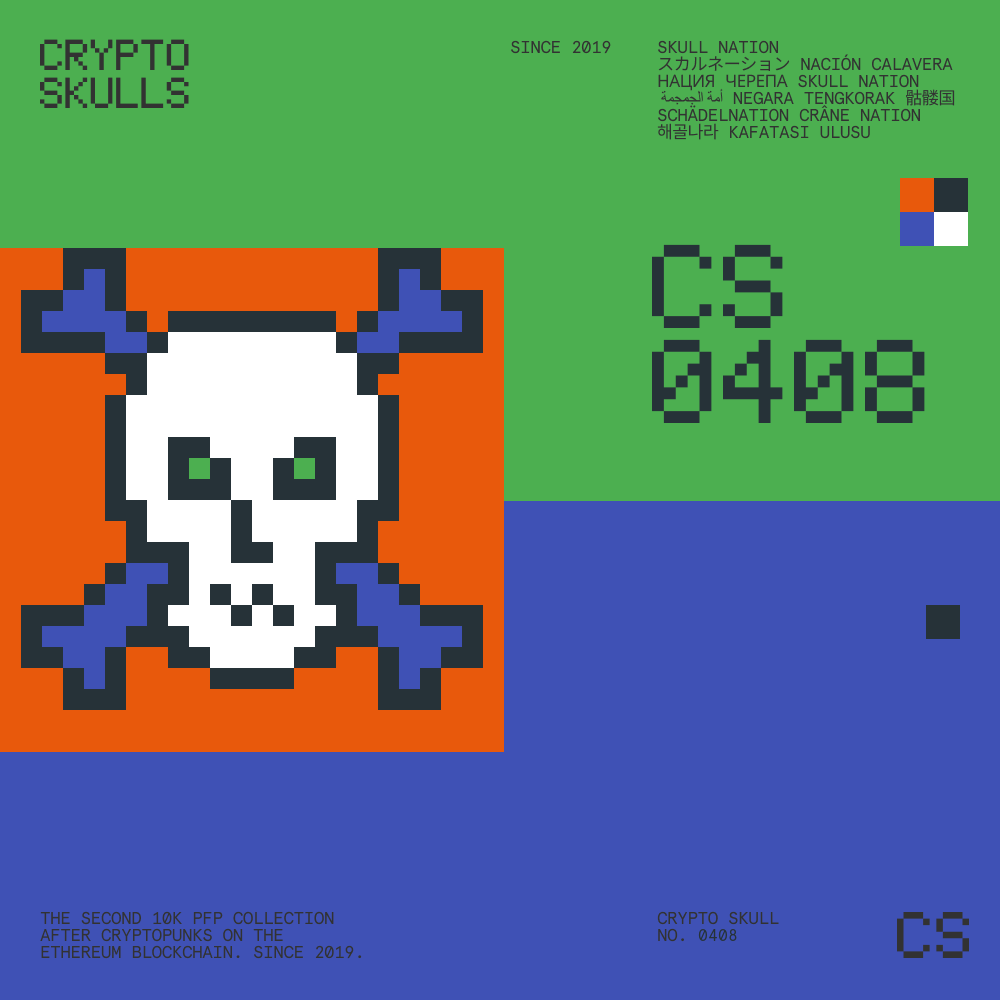 CRYPTO
SKULLS
SINCE 2019
SKULL NATION
スカルネーション NACIÓN CALAVERA
НАЦИЯ ЧЕРЕПА SKULL NATION
أمة الجمجمة NEGARA TENGKORAK 骷髅国
SCHÄDELNATION CRÂNE NATION
해골나라 KAFATASI ULUSU
CS
0408
THE SECOND 10K PFP COLLECTION
AFTER CRYPTOPUNKS ON THE
ETHEREUM BLOCKCHAIN. SINCE 2019.
CRYPTO SKULL
NO. 0408
CS